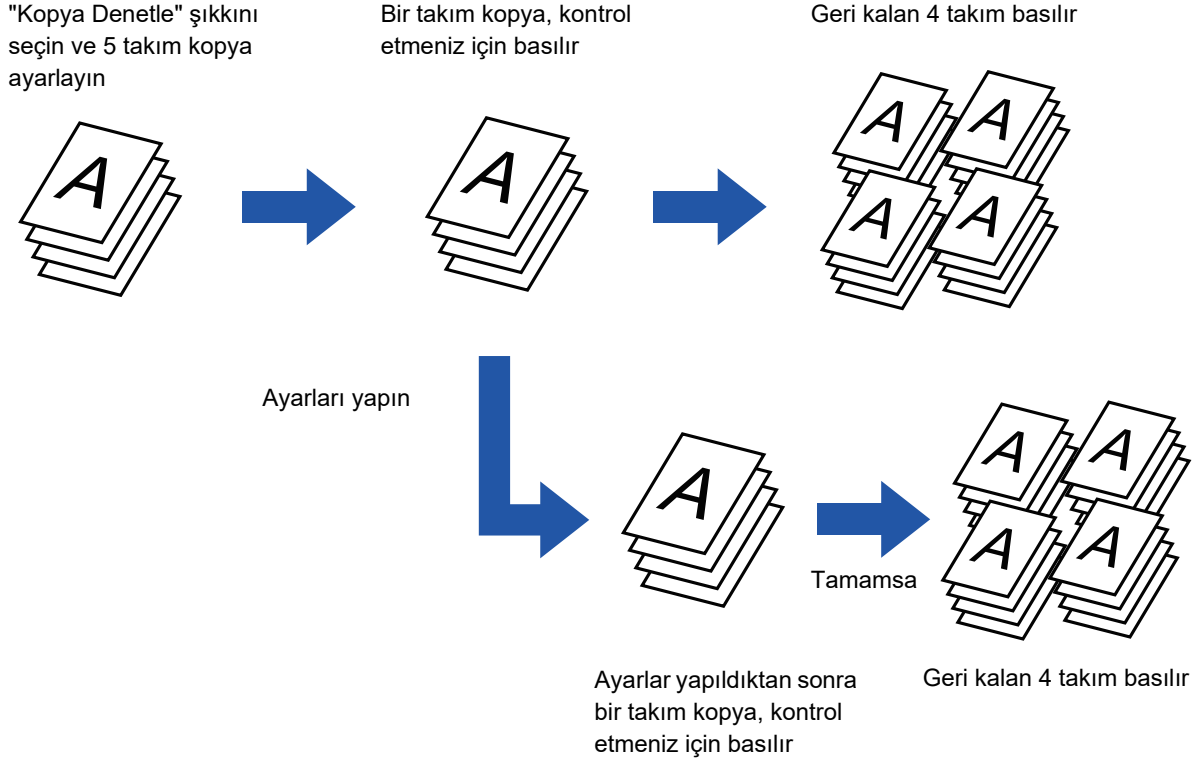 "Kopya Denetle" şıkkını
seçin ve 5 takım kopya
ayarlayın
Bir takım kopya, kontrol
etmeniz için basılır
Geri kalan 4 takım basılır
A
A
A
A
A
A
Ayarları yapın
A
A
A
A
A
Tamamsa
Ayarlar yapıldıktan sonra
bir takım kopya, kontrol
etmeniz için basılır
Geri kalan 4 takım basılır